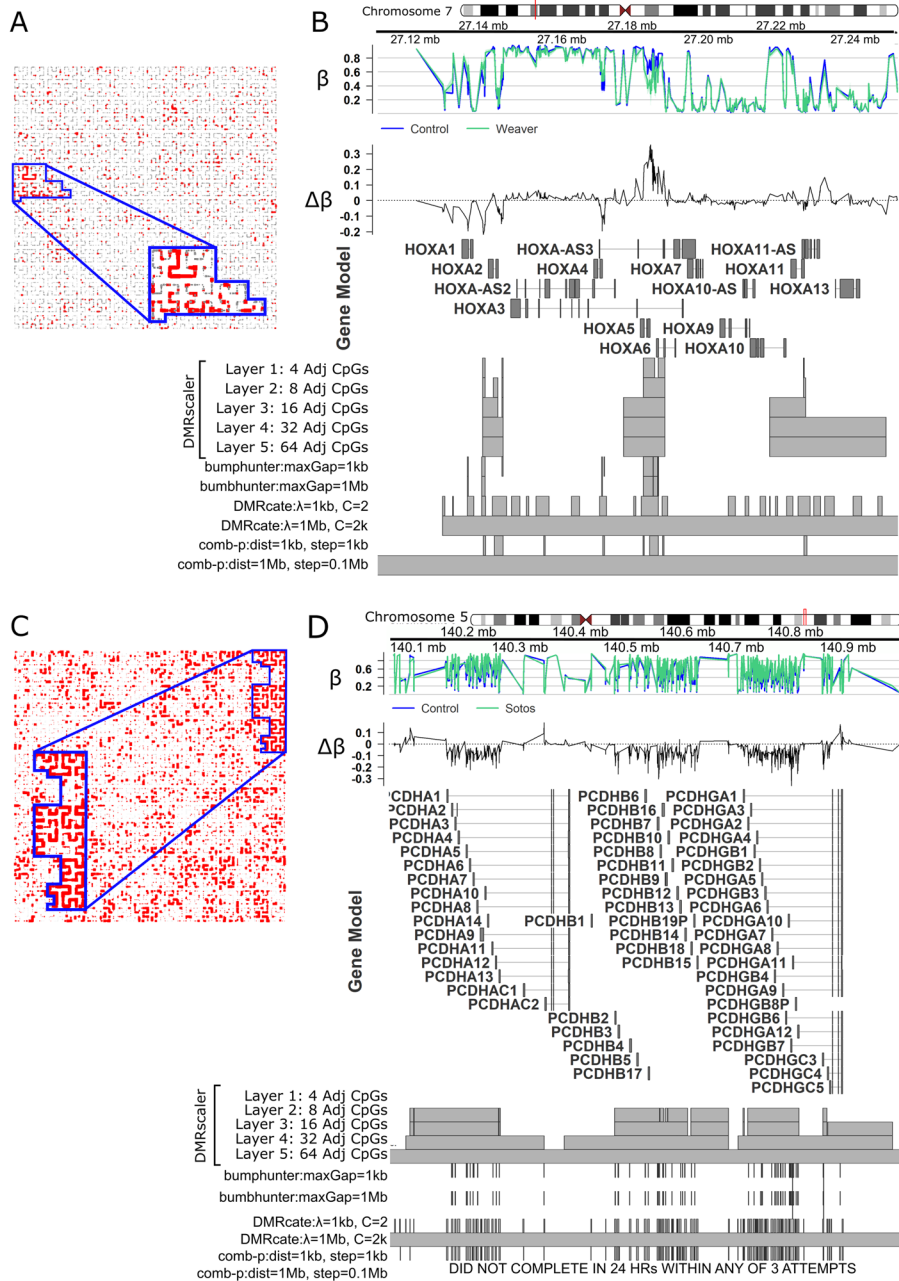 A
B
Chromosome 7
27.14 mb 27.18 mb 27.22 mb
27.12 mb 27.16 mb 27.20 mb 27.24 mb
β
0.8
0.6
0.4
0.2
Control Weaver
Δβ
0.3
0.2
0.1
0
-0.1
-0.2
Gene Model
HOXA1 HOXA-AS3 HOXA11-AS
HOXA2 HOXA4 HOXA7 HOXA11
HOXA-AS2 HOXA10-AS HOXA13
HOXA3
HOXA5 HOXA9
HOXA6 HOXA10
DMRscaler
Layer 1: 4 Adj CpGs
Layer 2: 8 Adj CpGs
Layer 3: 16 Adj CpGs
Layer 4: 32 Adj CpGs
Layer 5: 64 Adj CpGs
bumphunter:maxGap=1kb
bumbhunter:maxGap=1Mb
DMRcate:λ=1kb, C=2
DMRcate:λ=1Mb, C=2k
comb-p:dist=1kb, step=1kb
comb-p:dist=1Mb, step=0.1Mb
C
D
Chromosome 5
140.2 mb 140.4 mb 140.6 mb 140.8 mb
140.1 mb 140.3 mb 140.5 mb 140.7 mb 140.9 mb
β
0.6
0.4
0.2
Control Sotos
Δβ
0.1
0
-0.1
-0.2
-0.3
Gene Model
PCDHA1 PCDHB6 PCDHGA1
PCDHA2 PCDHB16 PCDHGA3
PCDHA3 PCDHB7 PCDHGA2
PCDHA4 PCDHB10 PCDHGA4
PCDHA5 PCDHB8 PCDHGB1
PCDHA6 PCDHB11 PCDHGB2
PCDHA7 PCDHB9 PCDHGA5
PCDHA10 PCDHB12 PCDHGB3
PCDHA8 PCDHB13 PCDHGA6
PCDHA14 PCDHB1 PCDHB19P PCDHGA10
PCDHA9 PCDHB14 PCDHGA7
PCDHA11 PCDHB18 PCDHGA8
PCDHA12 PCDHB15 PCDHGA11
PCDHA13 PCDHGB4
PCDHAC1 PCDHGA9
PCDHAC2 PCDHGB8P
PCDHB2 PCDHGB6
PCDHB3 PCDHGA12
PCDHB4 PCDHGB7
PCDHB5 PCDHGC3
PCDHB17 PCDHGC4
PCDHGC5
DMRscaler
Layer 1: 4 Adj CpGs
Layer 2: 8 Adj CpGs
Layer 3: 16 Adj CpGs
Layer 4: 32 Adj CpGs
Layer 5: 64 Adj CpGs
bumphunter:maxGap=1kb
bumbhunter:maxGap=1Mb
DMRcate:λ=1kb, C=2
DMRcate:λ=1Mb, C=2k
comb-p:dist=1kb, step=1kb
comb-p:dist=1Mb, step=0.1Mb
DID NOT COMPLETE IN 24 HRs WITHIN ANY OF 3 ATTEMPTS